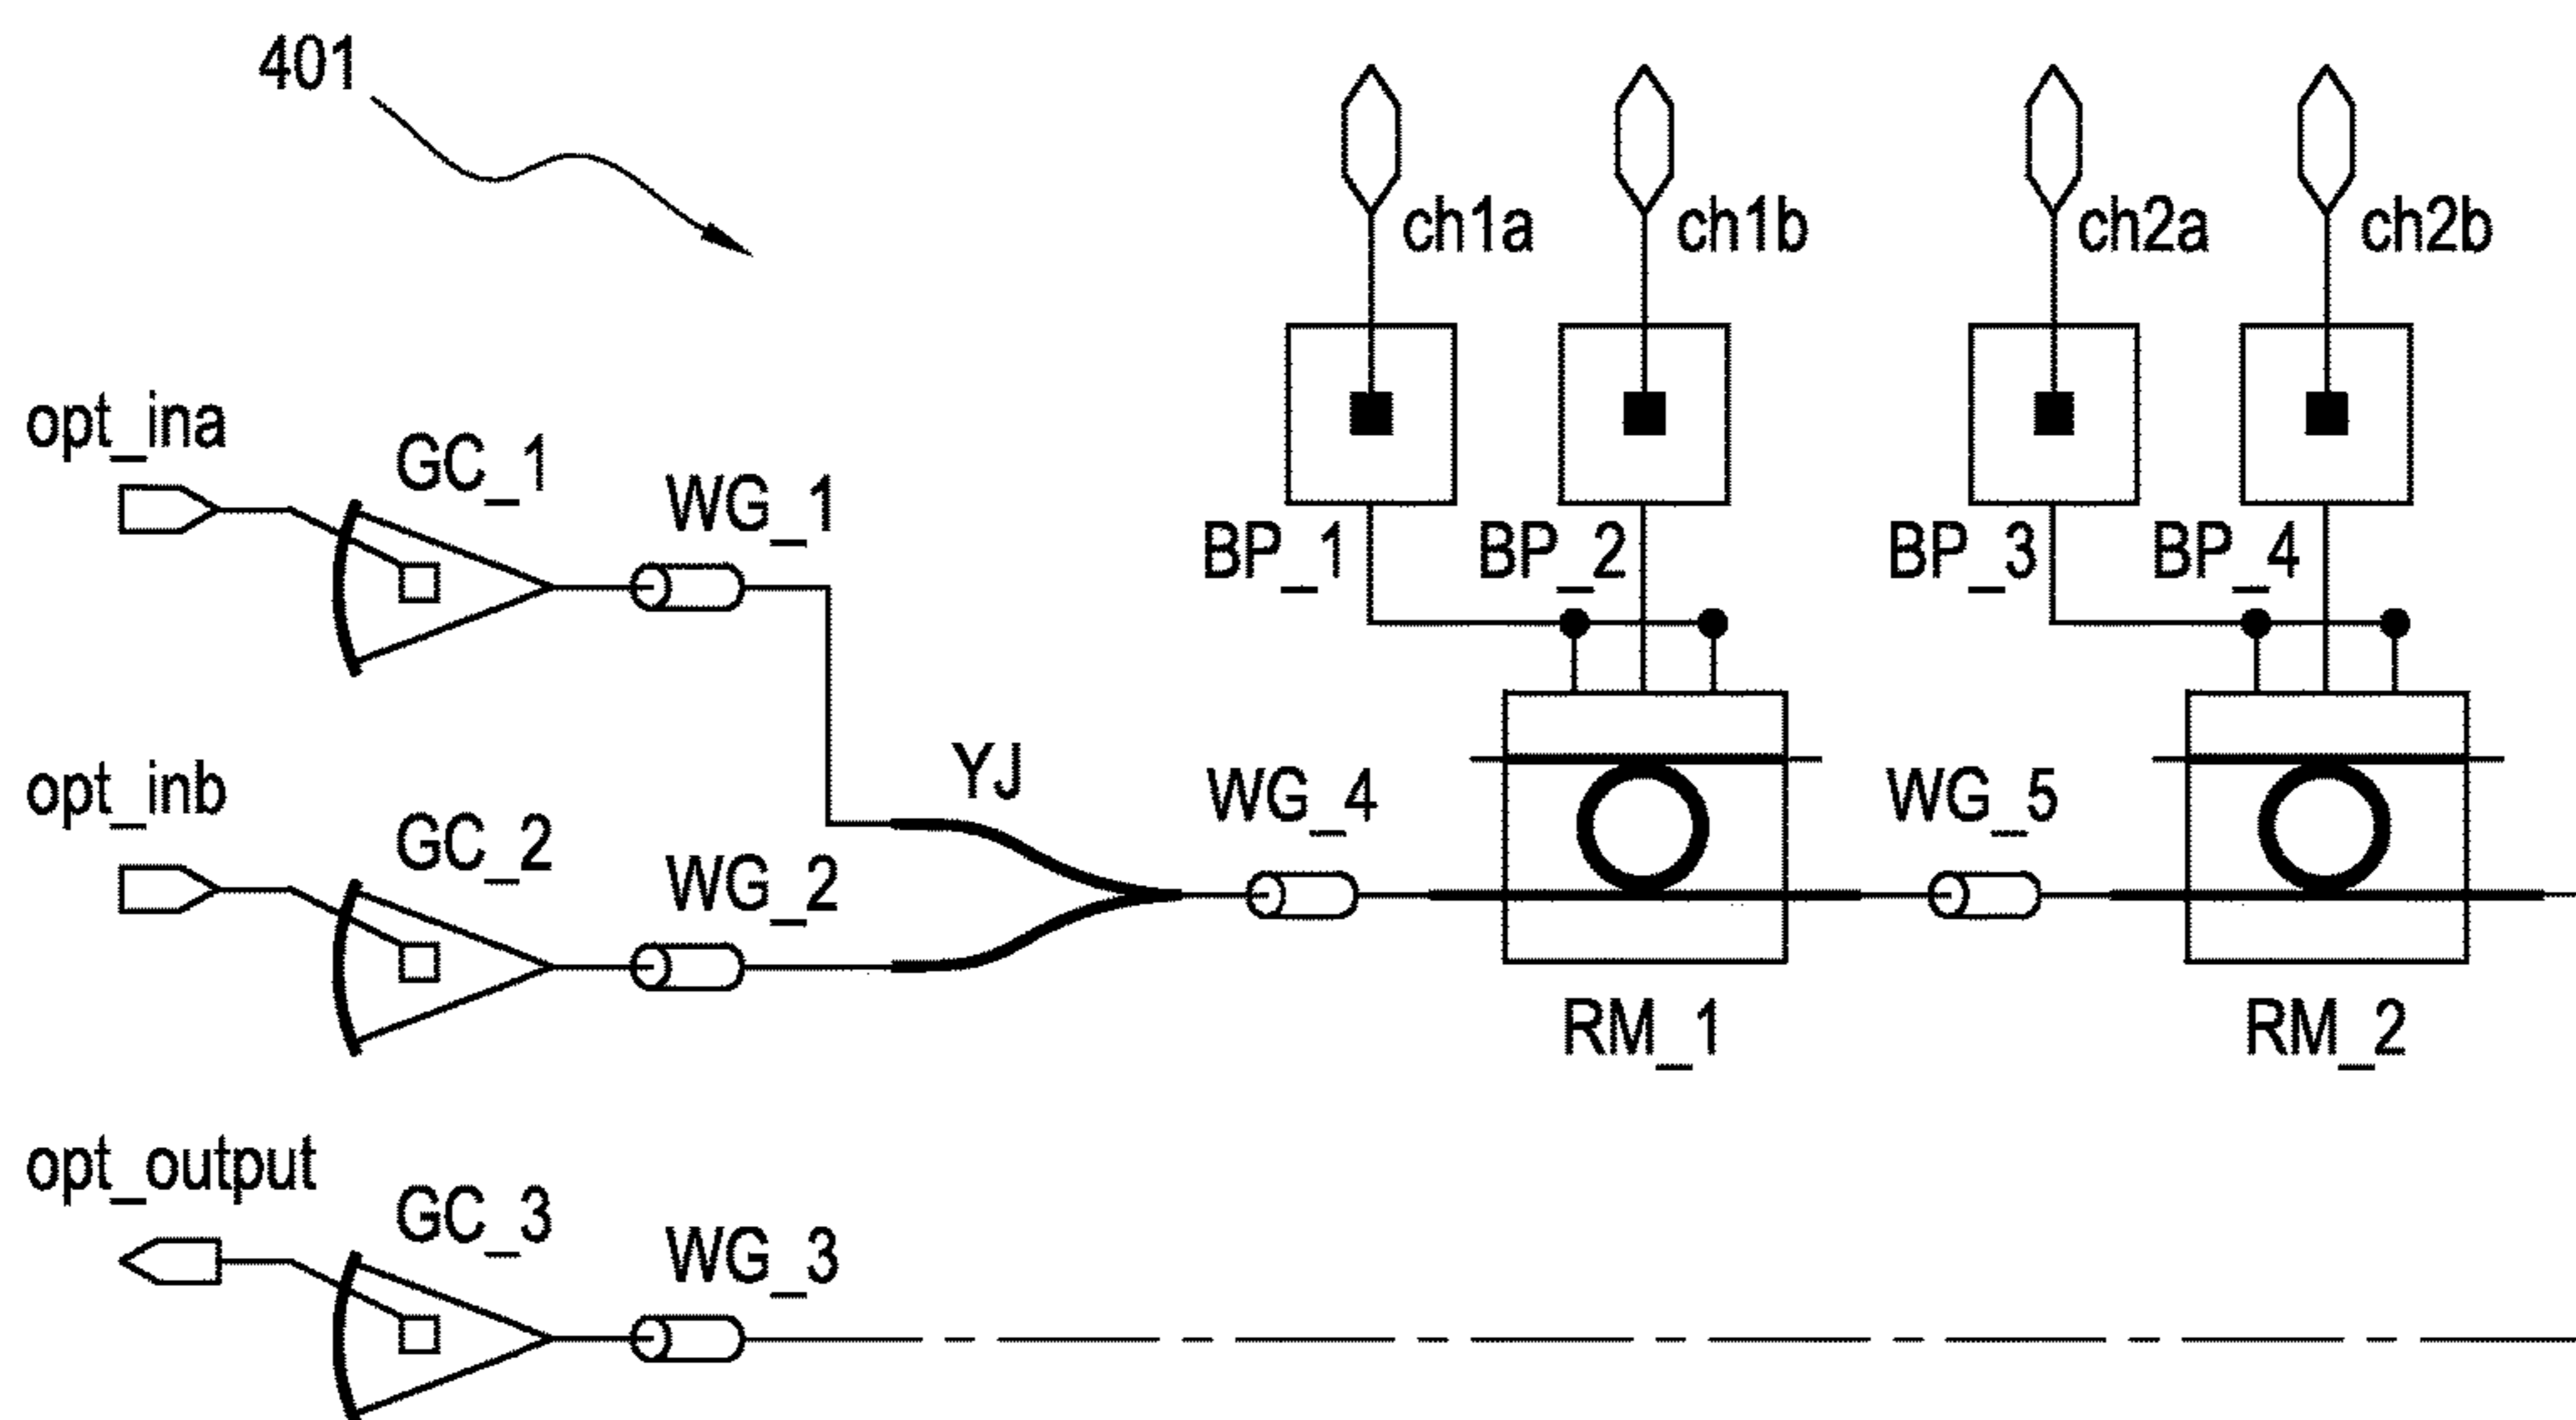 401
ch1a
ch1b
ch2a
ch2b
opt_ina
GC_1
WG_1
BP_1
BP_2
BP_3
BP_4
opt_inb
GC_2
WG_2
YJ
WG_4
WG_5
RM_1
RM_2
opt_output
GC_3
WG_3